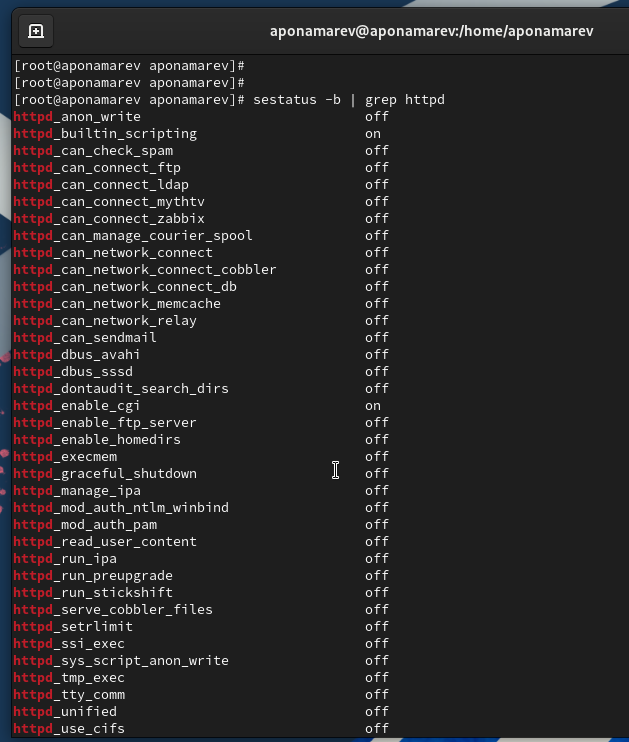 aponamarev@aponamarev:/home/aponamarev
[root@aponamarev aponamarev]#
[root@aponamarev aponamarev]#
[root@aponamarev aponamarev]# sestatus -b | grep httpd
httpd_anon_write off
httpd_builtin_scripting on
httpd_can_check_spam off
httpd_can_connect_ftp off
httpd_can_connect_ldap off
httpd_can_connect_mythtv off
httpd_can_connect_zabbix off
httpd_can_manage_courier_spool off
httpd_can_network_connect off
httpd_can_network_connect_cobbler off
httpd_can_network_connect_db off
httpd_can_network_memcache off
httpd_can_network_relay off
httpd_can_sendmail off
httpd_dbus_avahi off
httpd_dbus_sssd off
httpd_dontaudit_search_dirs off
httpd_enable_cgi on
httpd_enable_ftp_server off
httpd_enable_homedirs off
httpd_execmem off
httpd_graceful_shutdown off
httpd_manage_ipa off
httpd_mod_auth_ntlm_winbind off
httpd_mod_auth_pam off
httpd_read_user_content off
httpd_run_ipa off
httpd_run_preupgrade off
httpd_run_stickshift off
httpd_serve_cobbler_files off
httpd_setrlimit off
httpd_ssi_exec off
httpd_sys_script_anon_write off
httpd_tmp_exec off
httpd_tty_comm off
httpd_unified off
httpd_use_cifs off